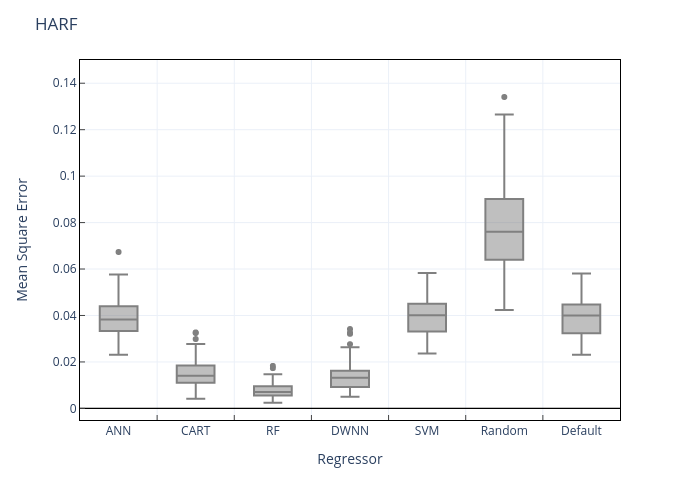 HARF
Mean Square Error
0.14
0.12
0.1
0.08
0.06
0.04
0.02
0
ANN CART RF DWNN SVM Random Default
Regressor